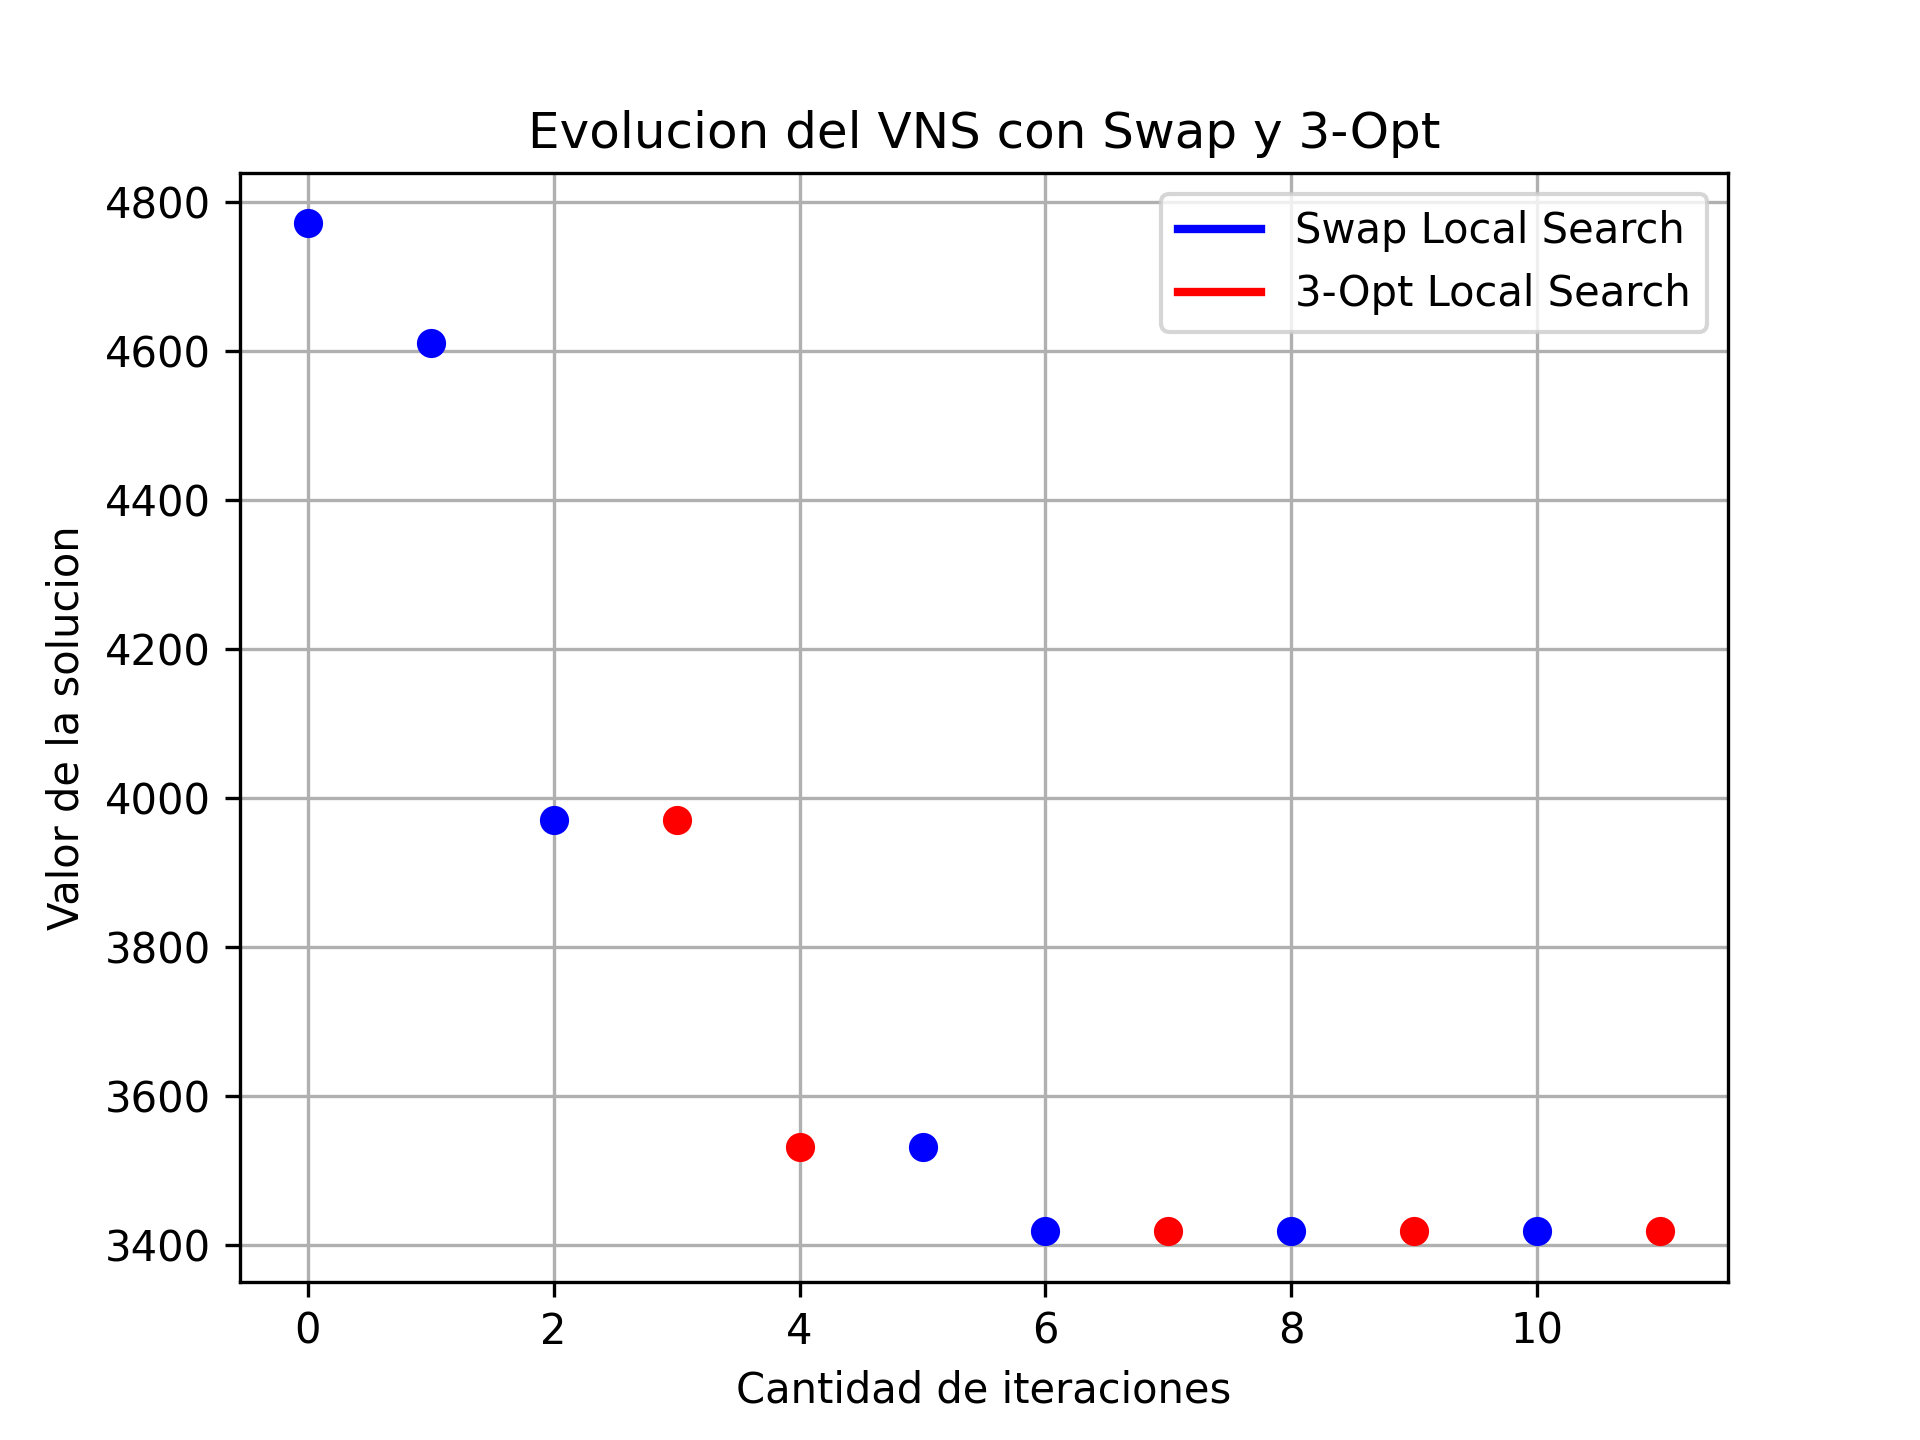 Evolucion del VNS con Swap y 3-Opt
Swap Local Search
3-Opt Local Search
Valor de la solucion
4800
4600
4400
4200
4000
3800
3600
3400
0 2 4 6 8 10
Cantidad de iteraciones